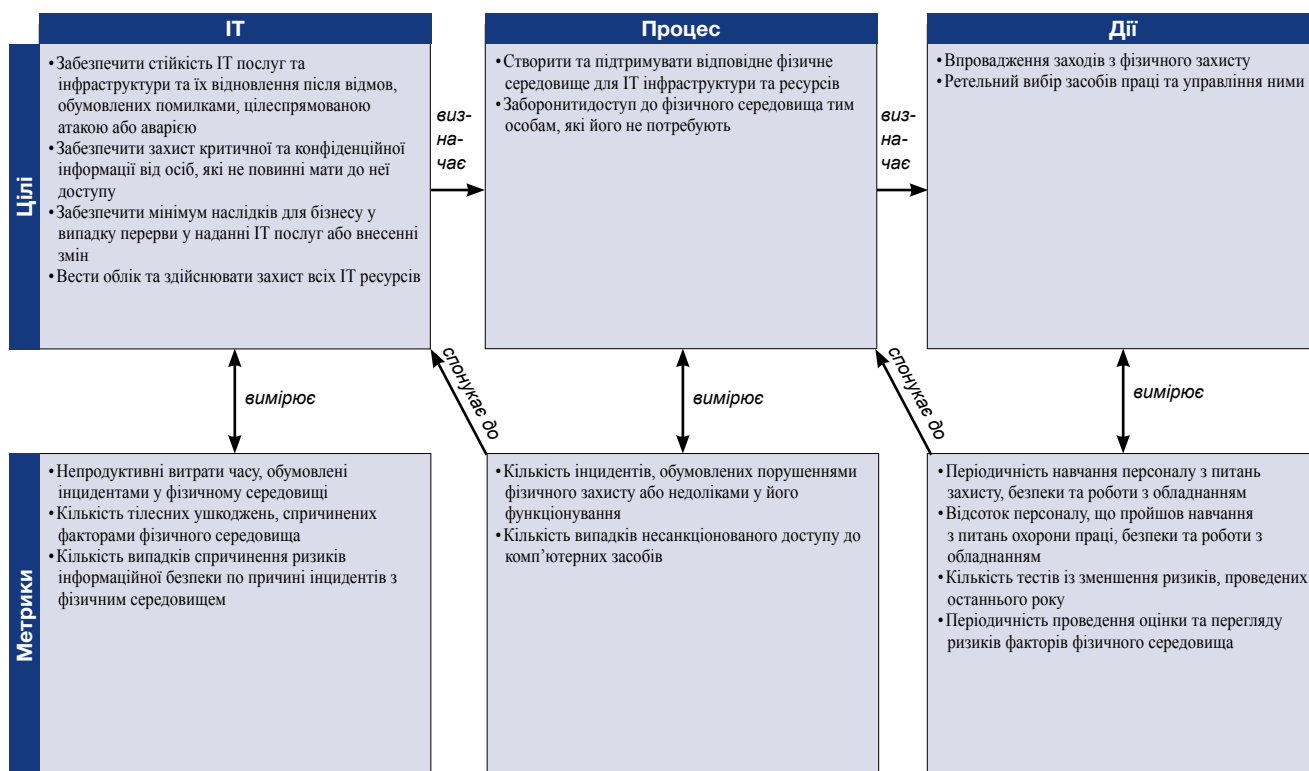 ІТ
Процес
Дії
Цілі
• Забезпечити стійкість ІТ послуг та
інфраструктури та їх відновлення після відмов,
обумовлених помилками, цілеспрямованою
атакою або аварією
• Забезпечити захист критичної та конфіденційної
інформації від осіб, які не повинні мати до неї
доступу
• Забезпечити мінімум наслідків для бізнесу у
випадку перерви у наданні ІТ послуг або внесенні
змін
• Вести облік та здійснювати захист всіх ІТ ресурсів
виз-
на-
чає
• Створити та підтримувати відповідне фізичне
середовище для ІТ інфраструктури та ресурсів
• Заборонитидоступ до фізичного середовища тим
особам, які його не потребують
виз-
на-
чає
• Впровадження заходів з фізичного захисту
• Ретельний вибір засобів праці та управління ними
вимірює
спонукає до
вимірює
спонукає до
вимірює
Метрики
• Непродуктивні витрати часу, обумовлені
інцидентами у фізичному середовищі
• Кількість тілесних ушкоджень, спричинених
факторами фізичного середовища
• Кількість випадків спричинення ризиків
інформаційної безпеки по причині інцидентів з
фізичним середовищем
• Кількість інцидентів, обумовлених порушеннями
фізичного захисту або недоліками у його
функціонування
• Кількість випадків несанкціонованого доступу до
комп’ютерних засобів
• Періодичність навчання персоналу з питань
захисту, безпеки та роботи з обладнанням
• Відсоток персоналу, що пройшов навчання
з питань охорони праці, безпеки та роботи з
обладнанням
• Кількість тестів із зменшення ризиків, проведених
останнього року
• Періодичність проведення оцінки та перегляду
ризиків факторів фізичного середовища